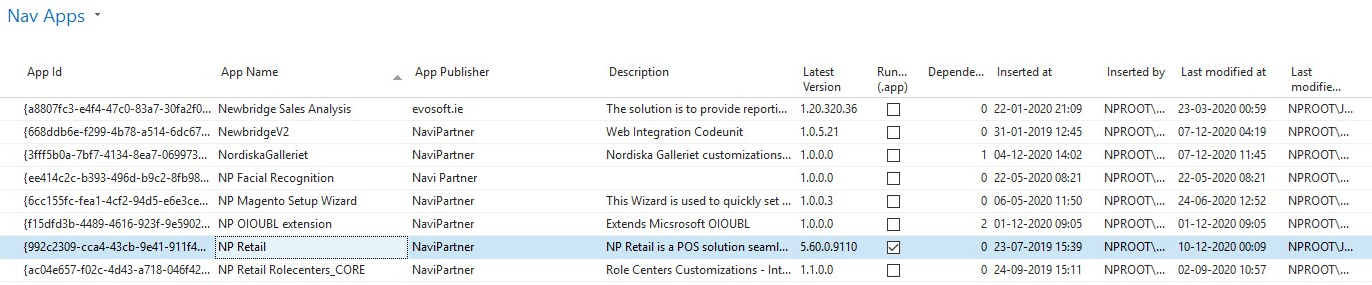 Nav Apps
App Id App Name App Publisher Description Latest Version Run... (.app) Depende... Inserted at Inserted by Last modified at Last modifie...
{a8807fc3-e4f4-47c0-83a7-30fa2f0... Newbridge Sales Analysis evosoft.ie The solution is to provide reporti... 1.20.320.36 0 22-01-2020 21:09 NPROOT\... 23-03-2020 00:59 NPROOT\J...
{668ddb6e-f299-4b78-a514-6dc67... NewbridgeV2 NaviPartner Web Integration Codeunit 1.0.5.21 0 31-01-2019 12:45 NPROOT\... 07-12-2020 04:19 NPROOT\...
{3fff5b0a-7bf7-4134-8ea7-069973... NordiskaGalleriet NaviPartner Nordiska Galleriet customizations... 1.0.0.0 1 04-12-2020 14:02 NPROOT\... 07-12-2020 11:45 NPROOT\...
{ee414c2c-b393-496d-b9c2-8fb98... NP Facial Recognition Navi Partner 1.0.0.0 0 22-05-2020 08:21 NPROOT\... 22-05-2020 08:21 NPROOT\...
{6cc155fc-fea1-4cf2-94d5-e6e3ce... NP Magento Setup Wizard NaviPartner This Wizard is used to quickly set ... 1.0.0.3 0 06-05-2020 11:50 NPROOT\... 24-06-2020 12:52 NPROOT\...
{f15dfd3b-4489-4616-923f-9e5902... NP OIOUBL extension NaviPartner Extends Micsrosoft OIOUBL 1.0.0.0 2 01-12-2020 09:05 NPROOT\... 01-12-2020 09:05 NPROOT\...
{992c2309-cca4-43cb-9e41-911f4... NP Retail NaviPartner NP Retail is a POS solution seaml... 5.60.0.9110 0 23-07-2019 15:39 NPROOT\... 10-12-2020 00:09 NPROOT\J...
{ac04e657-f02c-4d43-a718-046f42... NP Retail Rolecenters_CORE NaviPartner Role Centers Customizations - Int... 1.1.0.0 0 24-09-2019 15:11 NPROOT\... 02-09-2020 10:57 NPROOT\...